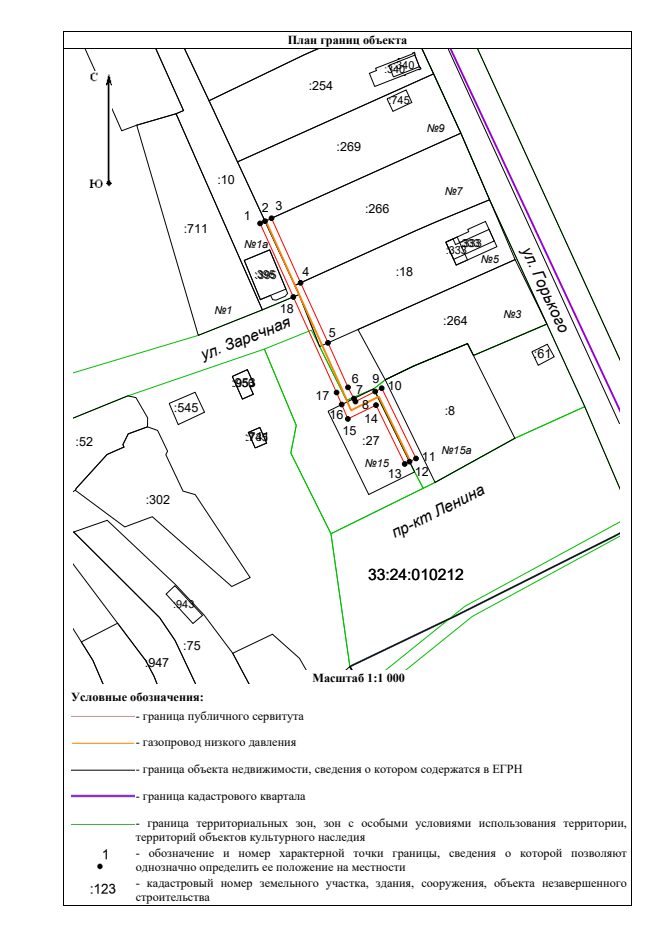 План границ объекта
С
Ю
:340
:340
:254
:745
№9
:269
:10
№7
:266
:711
1
2
3
№1а
:395
:333
№5
4
:18
18
№1
ул. Горького
ул. Заречная
№3
:264
5
:61
:953
:545
6
7
9
10
17
16
8
14
15
:8
:52
:27
№15
№15а
11
13
12
:302
пр-кт Ленина
33:24:010212
:943
:75
:947
Масштаб 1:1 000
Условные обозначения:
- граница публичного сервитута
- газопровод низкого давления
- граница объекта недвижимости, сведения о котором содержатся в ЕГРН
- граница кадастрового квартала
- граница территориальных зон, зон с особыми условиями использования территории,
территорий объектов культурного наследия
1
- обозначение и номер характерной точки границы, сведения о которой позволяют
однозначно определить ее положение на местности
:123
- кадастровый номер земельного участка, здания, сооружения, объекта незавершенного
строительства